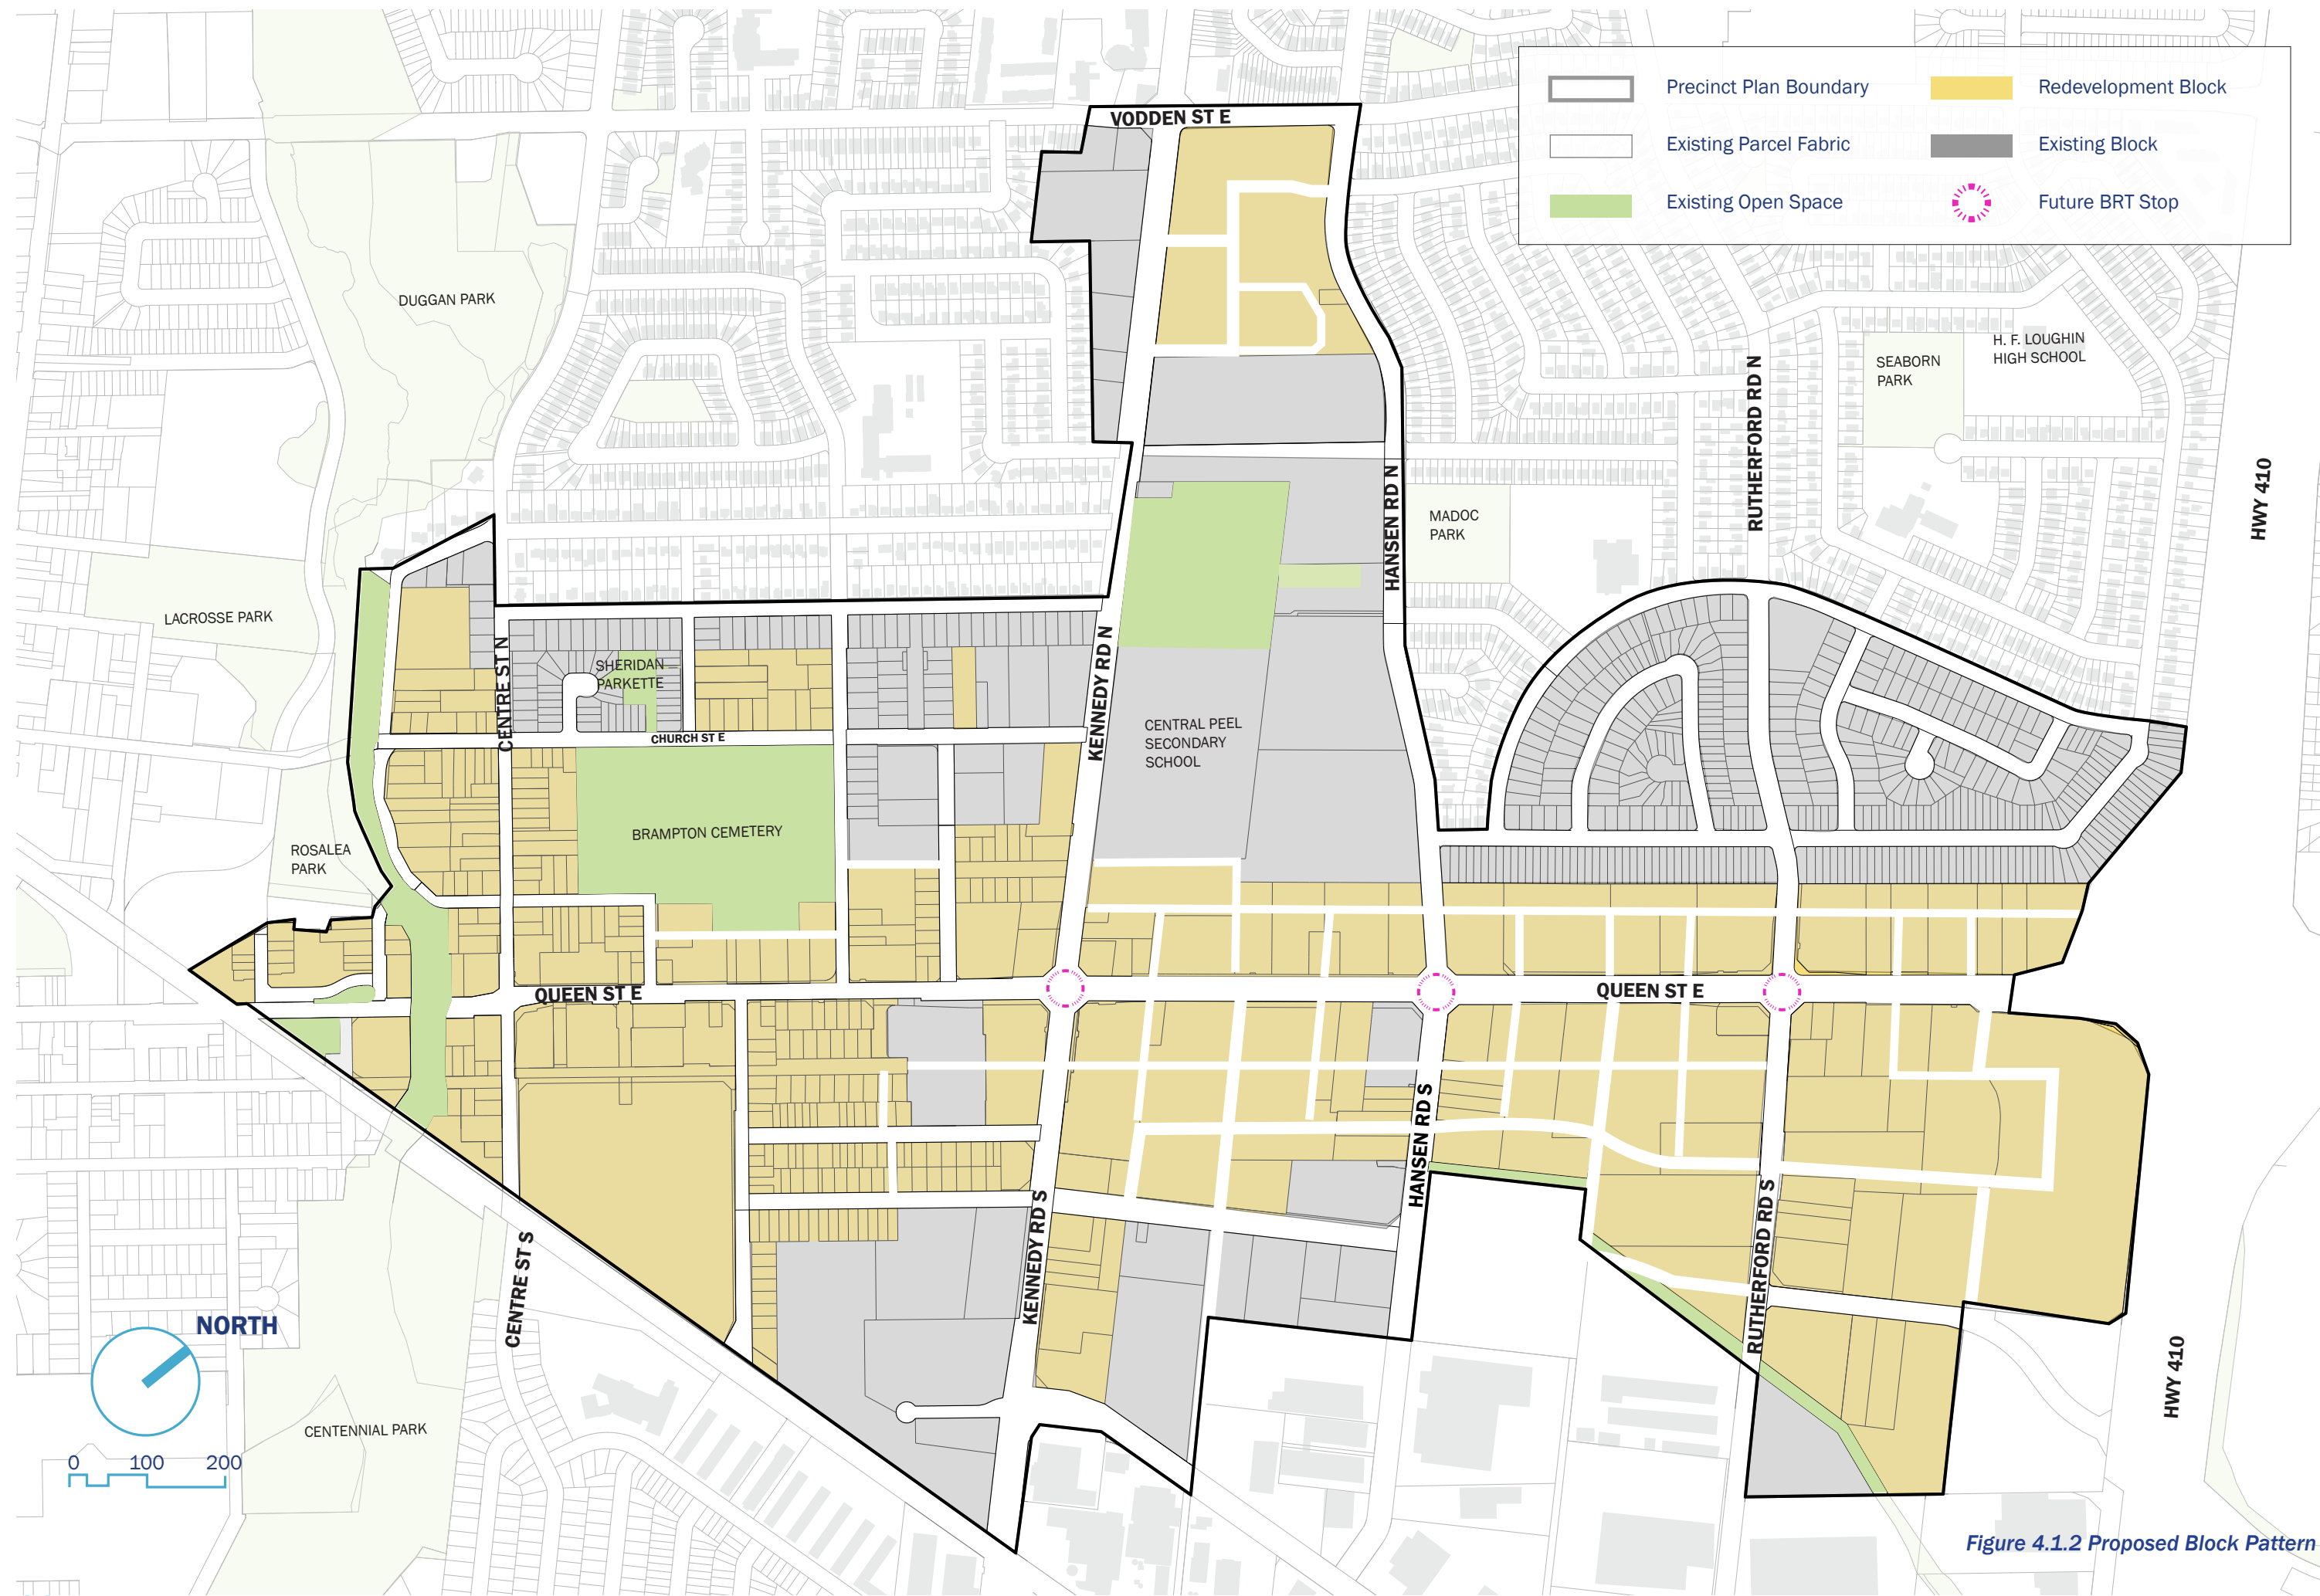 VODDEN ST E
Precinct Plan Boundary
Redevelopment Block
Existing Parcel Fabric
Existing Block
Existing Open Space
Future BRT Stop
DUGGAN PARK
H. F. LOUGHIN
HIGH SCHOOL
SEABORN
PARK
RUTHERFORD RD N
HWY 410
HANSEN RD N
MADOC
PARK
LACROSSE PARK
CENTRE ST N
SHERIDAN
PARKETTE
KENNEDY RD N
CENTRAL PEEL
SECONDARY
SCHOOL
CHURCH ST E
BRAMPTON CEMETERY
ROSALEA
PARK
QUEEN ST E
QUEEN ST E
HANSEN RD S
KENNEDY RD S
RUTHERFORD RD S
CENTRE ST S
HWY 410
NORTH
CENTENNIAL PARK
0 100 200
Figure 4.1.2 Proposed Block Pattern